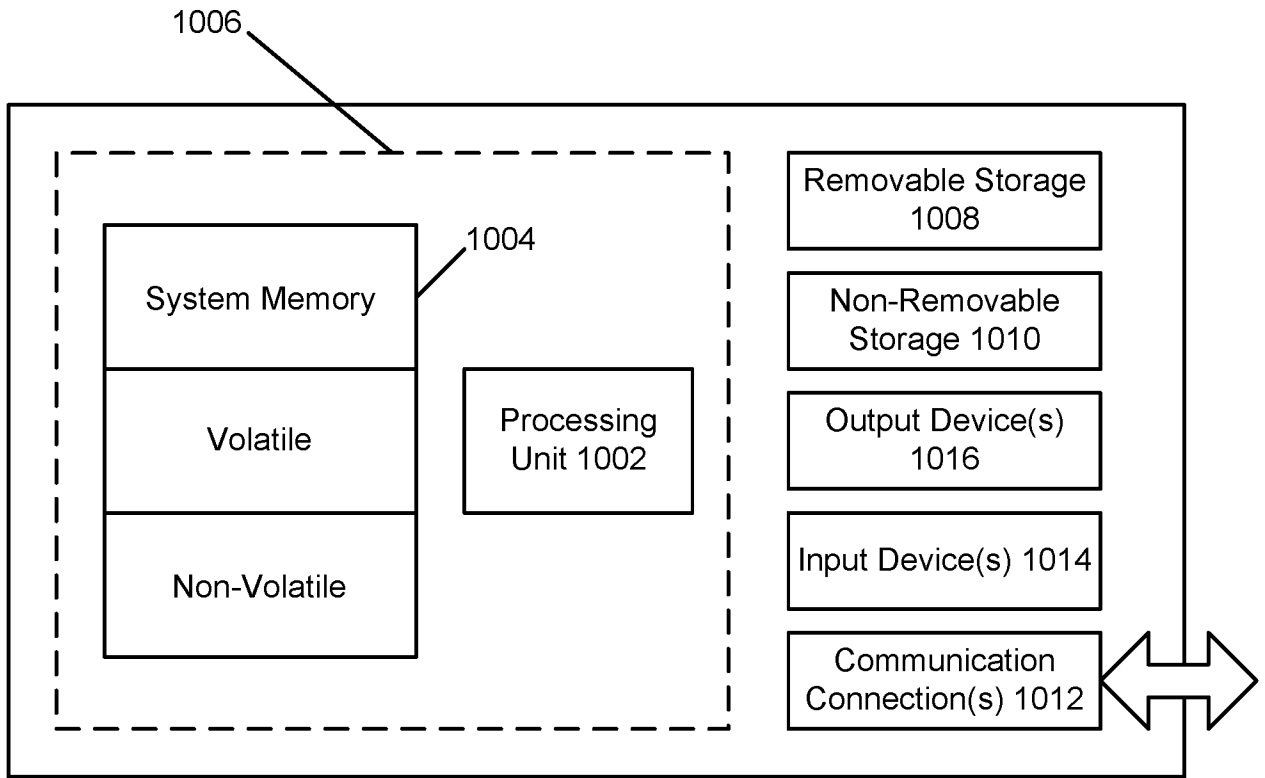 1006
1004
System Memory
Volatile
Non-Volatile
Processing
Unit 1002
Removable Storage
1008
Non-Removable
Storage 1010
Output Device(s)
1016
Input Device(s) 1014
Communication
Connection(s) 1012